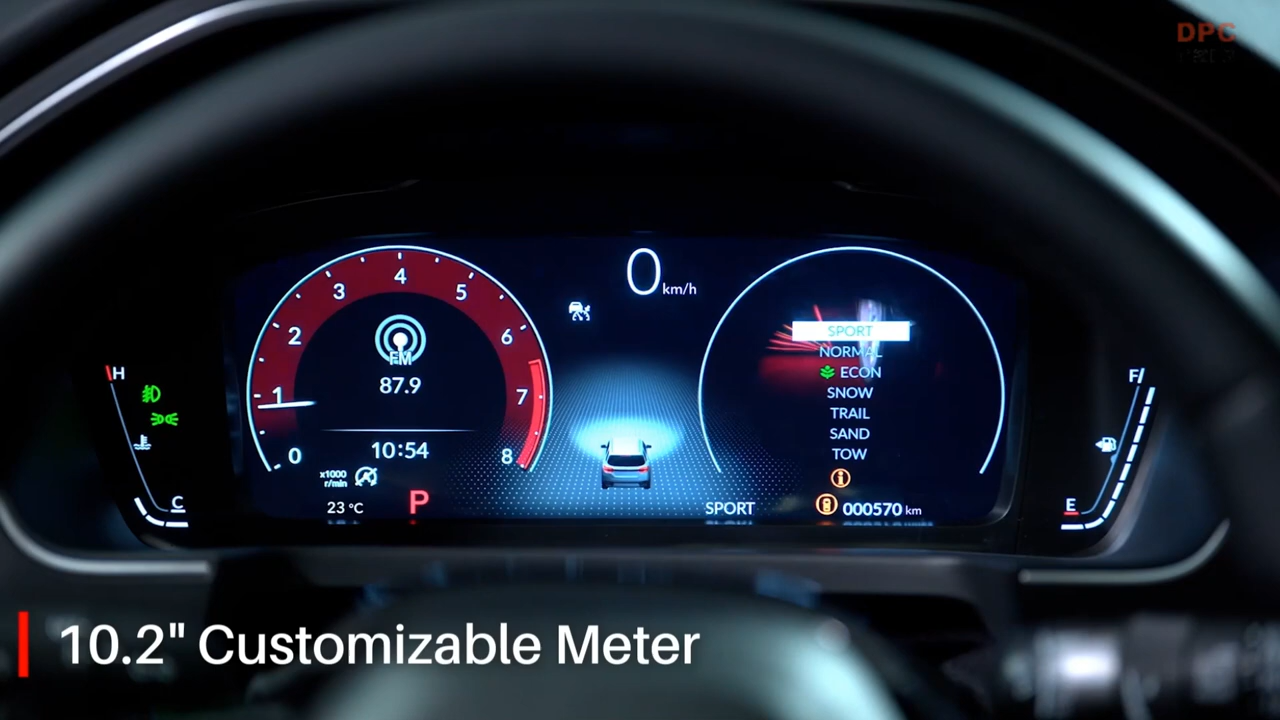 DPC
0 km/h
4
3
5
2
6
1
7
0
8
FM
87.9
10:54
x1000
r/min
23 °C
P
H
C
SPORT
NORMAL
ECON
SNOW
TRAIL
SAND
TOW
SPORT
000570 km
F
E
10.2" Customizable Meter